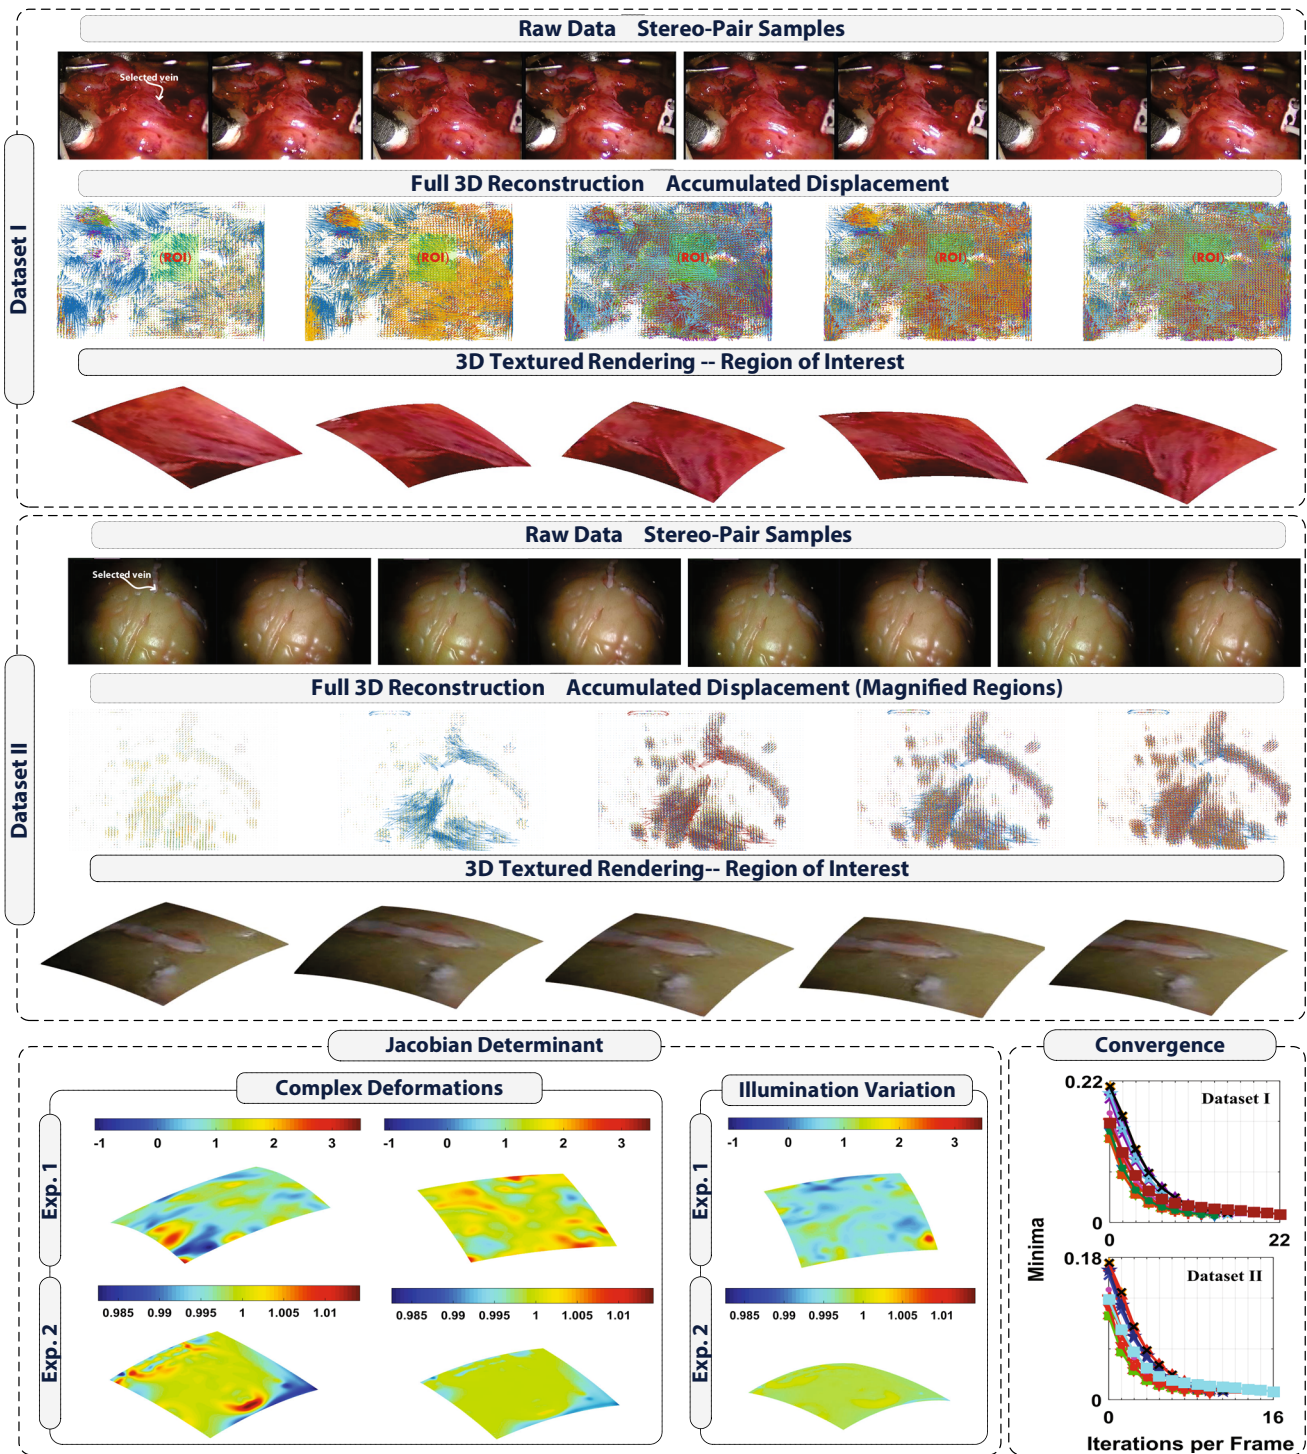 Raw Data Stereo-Pair Samples
Selected vein
Dataset I
Full 3D Reconstruction Accumulated Displacement
(ROI) (ROI) (ROI) (ROI) (ROI)
3D Textured Rendering -- Region of Interest
Raw Data Stereo-Pair Samples
Selected vein
Dataset II
Full 3D Reconstruction Accumulated Displacement (Magnified Regions)
3D Textured Rendering-- Region of Interest
Jacobian Determinant
Convergence
Complex Deformations
Illumination Variation
Exp. 1
-1 0 1 2 3
-1 0 1 2 3
Exp. 1
-1 0 1 2 3
Exp. 2
0.985 0.99 0.995 1 1.005 1.01
0.985 0.99 0.995 1 1.005 1.01
Exp. 2
0.985 0.99 0.995 1 1.005 1.01
Minima
0.22
Dataset I
0
0 22
0.18
Dataset II
0
0 16
Iterations per Frame